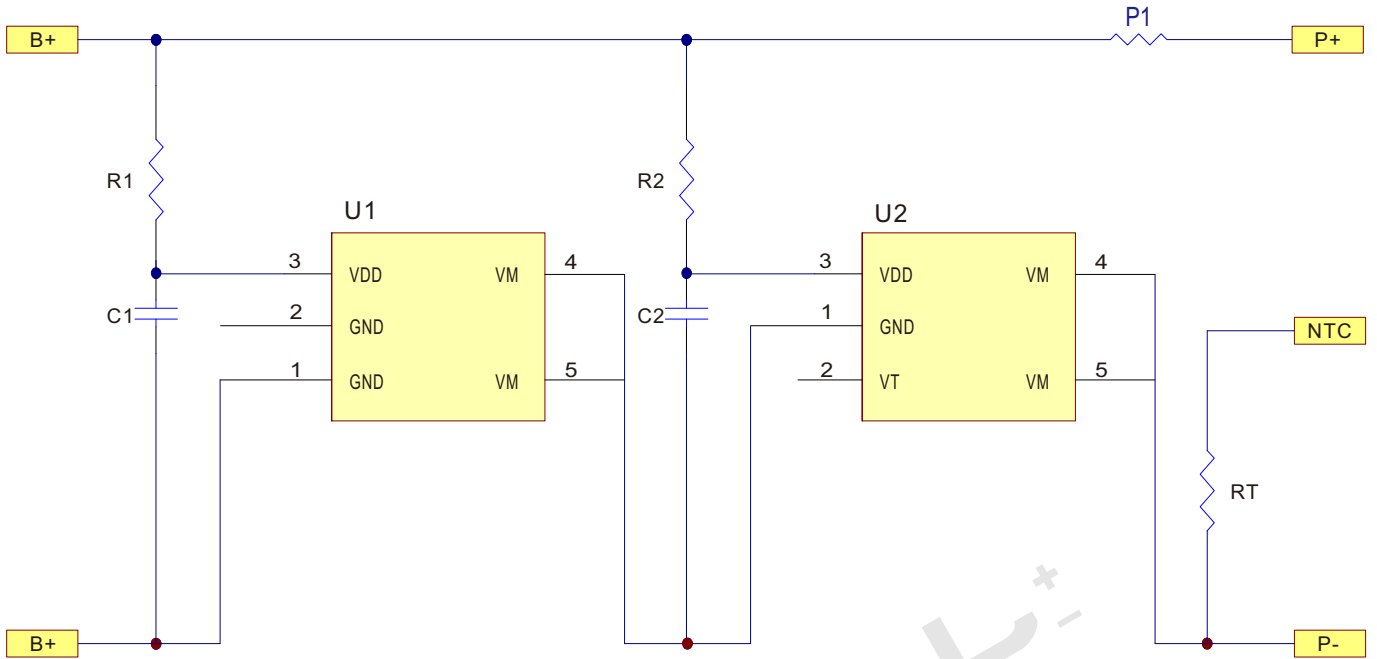 P1
B+
P+
R1
R2
U1
U2
3 VDD VM 4
3 VDD VM 4
C1
2 GND
C2
1 GND
NTC
1 GND VM 5
2 VT VM 5
RT
B+
P-